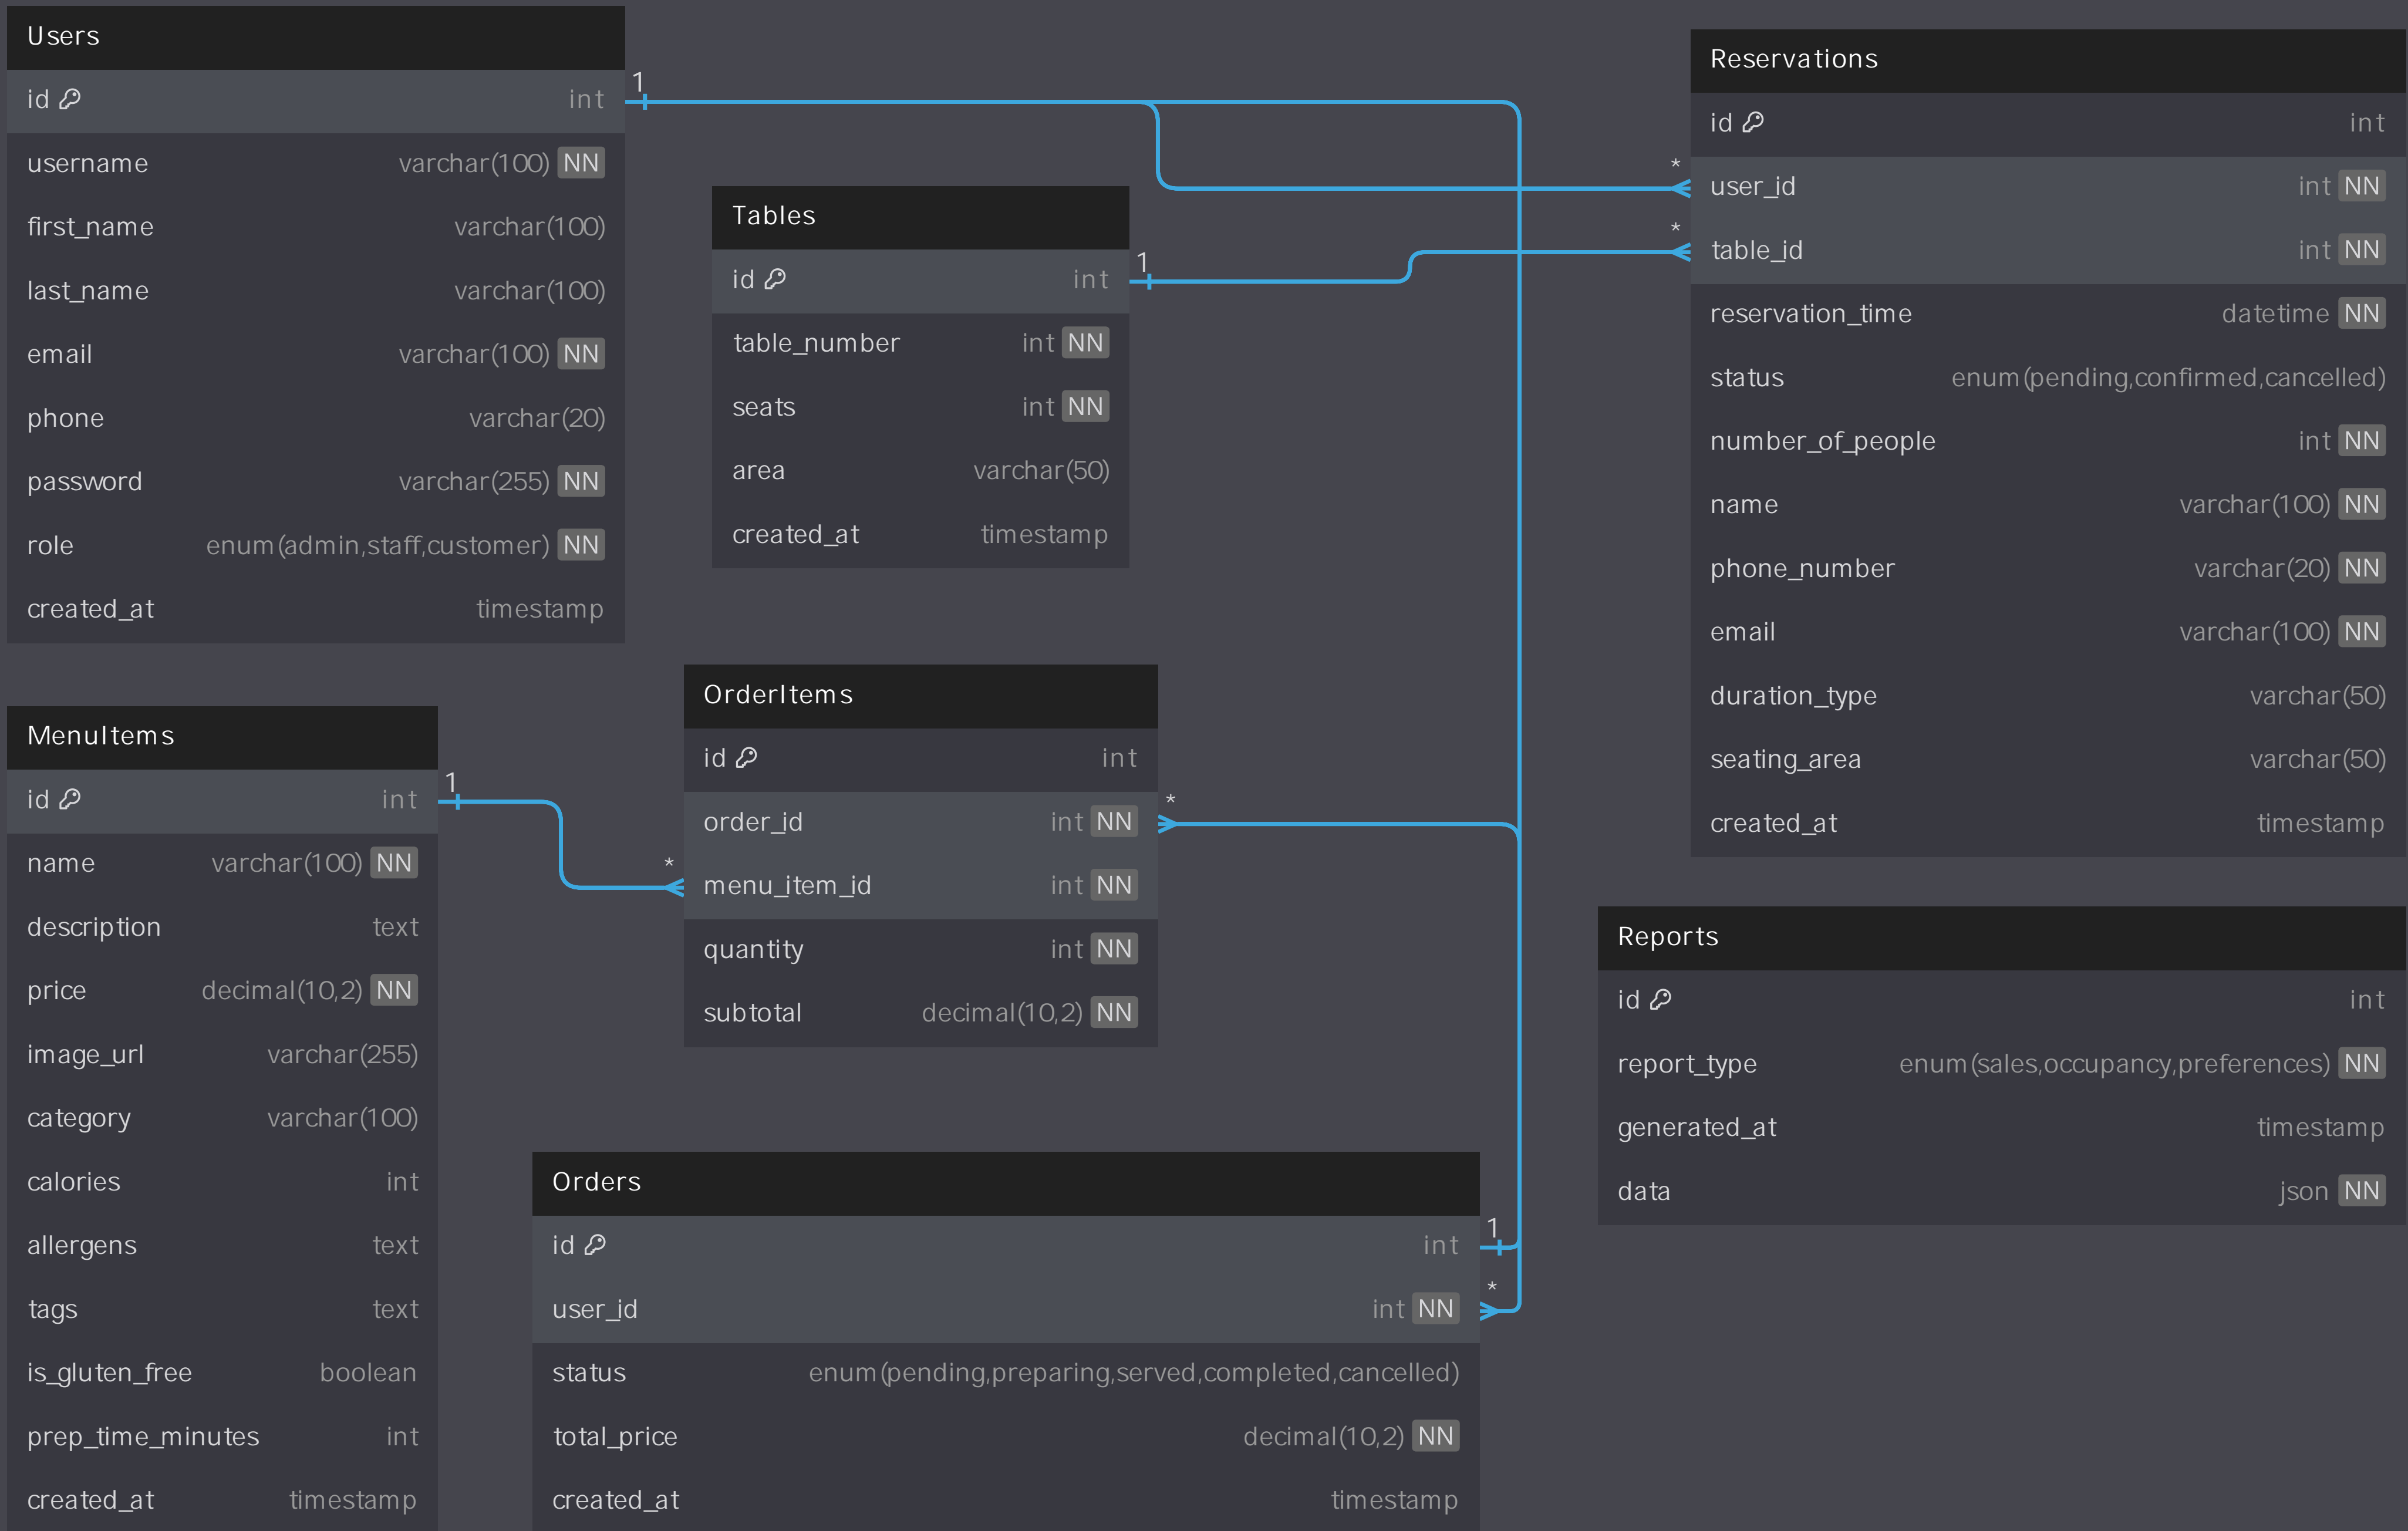 Users
id int
username varchar(100) NN
first_name varchar(100)
last_name varchar(100)
email varchar(100) NN
phone varchar(20)
password varchar(255) NN
role enum(admin,staff,customer) NN
created_at timestamp
1
Tables
id int
table_number int NN
seats int NN
area varchar(50)
created_at timestamp
1
Reservations
id int
* user_id int NN
* table_id int NN
reservation_time datetime NN
status enum(pending,confirmed,cancelled)
number_of_people int NN
name varchar(100) NN
phone_number varchar(20) NN
email varchar(100) NN
duration_type varchar(50)
seating_area varchar(50)
created_at timestamp
MenuItems
id int
name varchar(100) NN
description text
price decimal(10,2) NN
image_url varchar(255)
category varchar(100)
calories int
allergens text
tags text
is_gluten_free boolean
prep_time_minutes int
created_at timestamp
1
OrderItems
id int
order_id int NN *
* menu_item_id int NN
quantity int NN
subtotal decimal(10,2) NN
Orders
id int 1
user_id int NN *
status enum(pending,preparing,served,completed,cancelled)
total_price decimal(10,2) NN
created_at timestamp
Reports
id int
report_type enum(sales,occupancy,preferences) NN
generated_at timestamp
data json NN